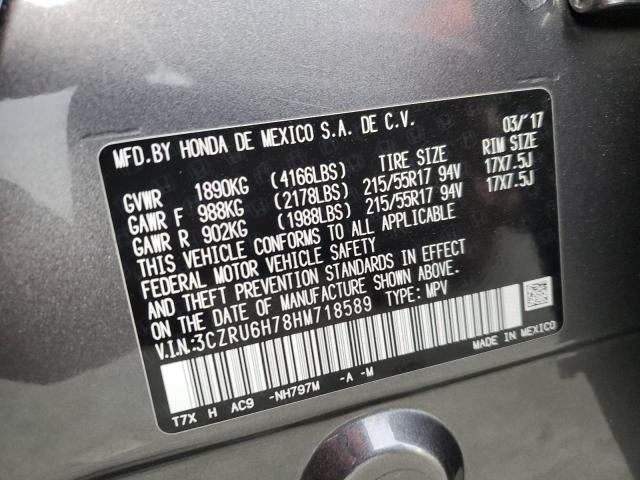 MFD.BY HONDA DE MEXICO S.A. DE C.V. 03/'17
GVWR 1890KG (4166LBS) TIRE SIZE RIM SIZE
GAWR F 988KG (2178LBS) 215/55R17 94V 17X7.5J
GAWR R 902KG (1988LBS) 215/55R17 94V 17X7.5J
THIS VEHICLE CONFORMS TO ALL APPLICABLE
FEDERAL MOTOR VEHICLE SAFETY
AND THEFT PREVENTION STANDARDS IN EFFECT
ON THE DATE OF MANUFACTURE SHOWN ABOVE.
V.I.N.:3CZRU6H78HM718589 TYPE: MPV
MADE IN MEXICO
T7X H AC9 -NH797M -A -M